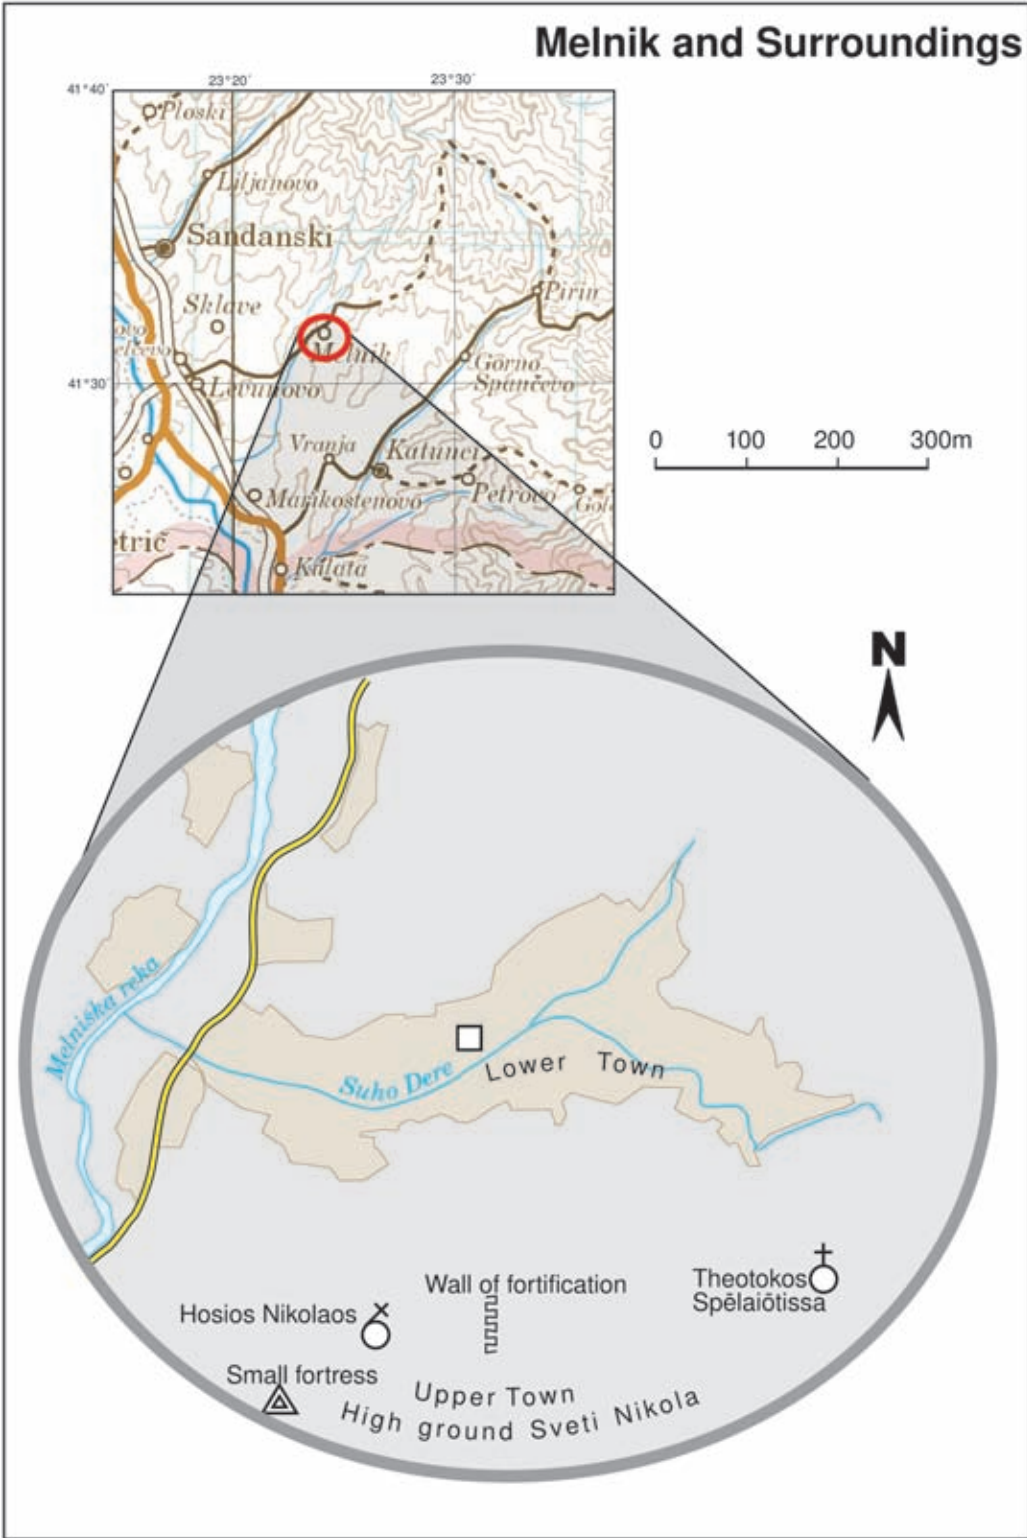 Melnik and Surroundings
23°20´
23°30´
41°40´
Ploski
Liljanovo
Sandanski
Sklave
Pirin
Melnik
Gorno
Spančevo
41°30´
Levunovo
Vranja
Katunci
Petrovo
Marikostenovo
Kulata
0 100 200 300m
N
Melniška reka
Suho Dere
Lower Town
Wall of fortification
Theotokos
Spēlaiōtissa
Hosios Nikolaos
Small fortress
Upper Town
High ground Sveti Nikola